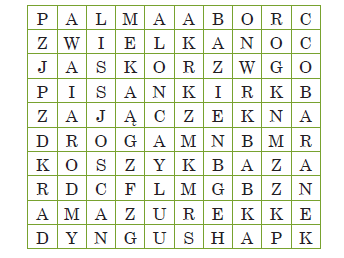 P A L M A A B O R C
Z W I E L K A N O C
J A S K O R Z W G O
P I S A N K I R K B
Z A J Ą C Z E K N A
D R O G A M N B M R
K O S Z Y K B A Z A
R D C F L M G B Z N
A M A Z U R E K K E
D Y N G U S H A P K